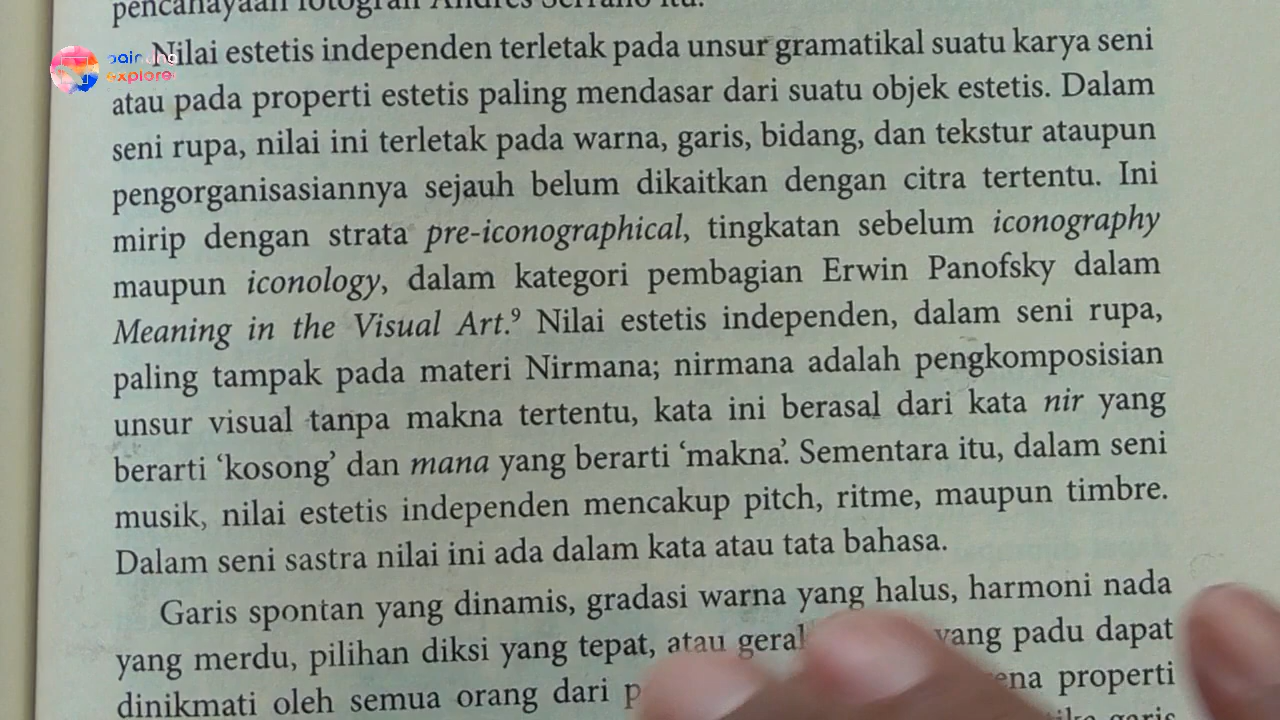 pencahayaan fotografi Andres Serrano itu.
Nilai estetis independen terletak pada unsur gramatikal suatu karya seni
atau pada properti estetis paling mendasar dari suatu objek estetis. Dalam
seni rupa, nilai ini terletak pada warna, garis, bidang, dan tekstur ataupun
pengorganisasiannya sejauh belum dikaitkan dengan citra tertentu. Ini
mirip dengan strata pre-iconographical, tingkatan sebelum iconography
maupun iconology, dalam kategori pembagian Erwin Panofsky dalam
Meaning in the Visual Art.⁹ Nilai estetis independen, dalam seni rupa,
paling tampak pada materi Nirmana; nirmana adalah pengkomposisian
unsur visual tanpa makna tertentu, kata ini berasal dari kata nir yang
berarti ‘kosong’ dan mana yang berarti ‘makna’. Sementara itu, dalam seni
musik, nilai estetis independen mencakup pitch, ritme, maupun timbre.
Dalam seni sastra nilai ini ada dalam kata atau tata bahasa.
Garis spontan yang dinamis, gradasi warna yang halus, harmoni nada
yang merdu, pilihan diksi yang tepat, atau yang padu dapat
dinikmati oleh semua orang dari properti
garis
explore